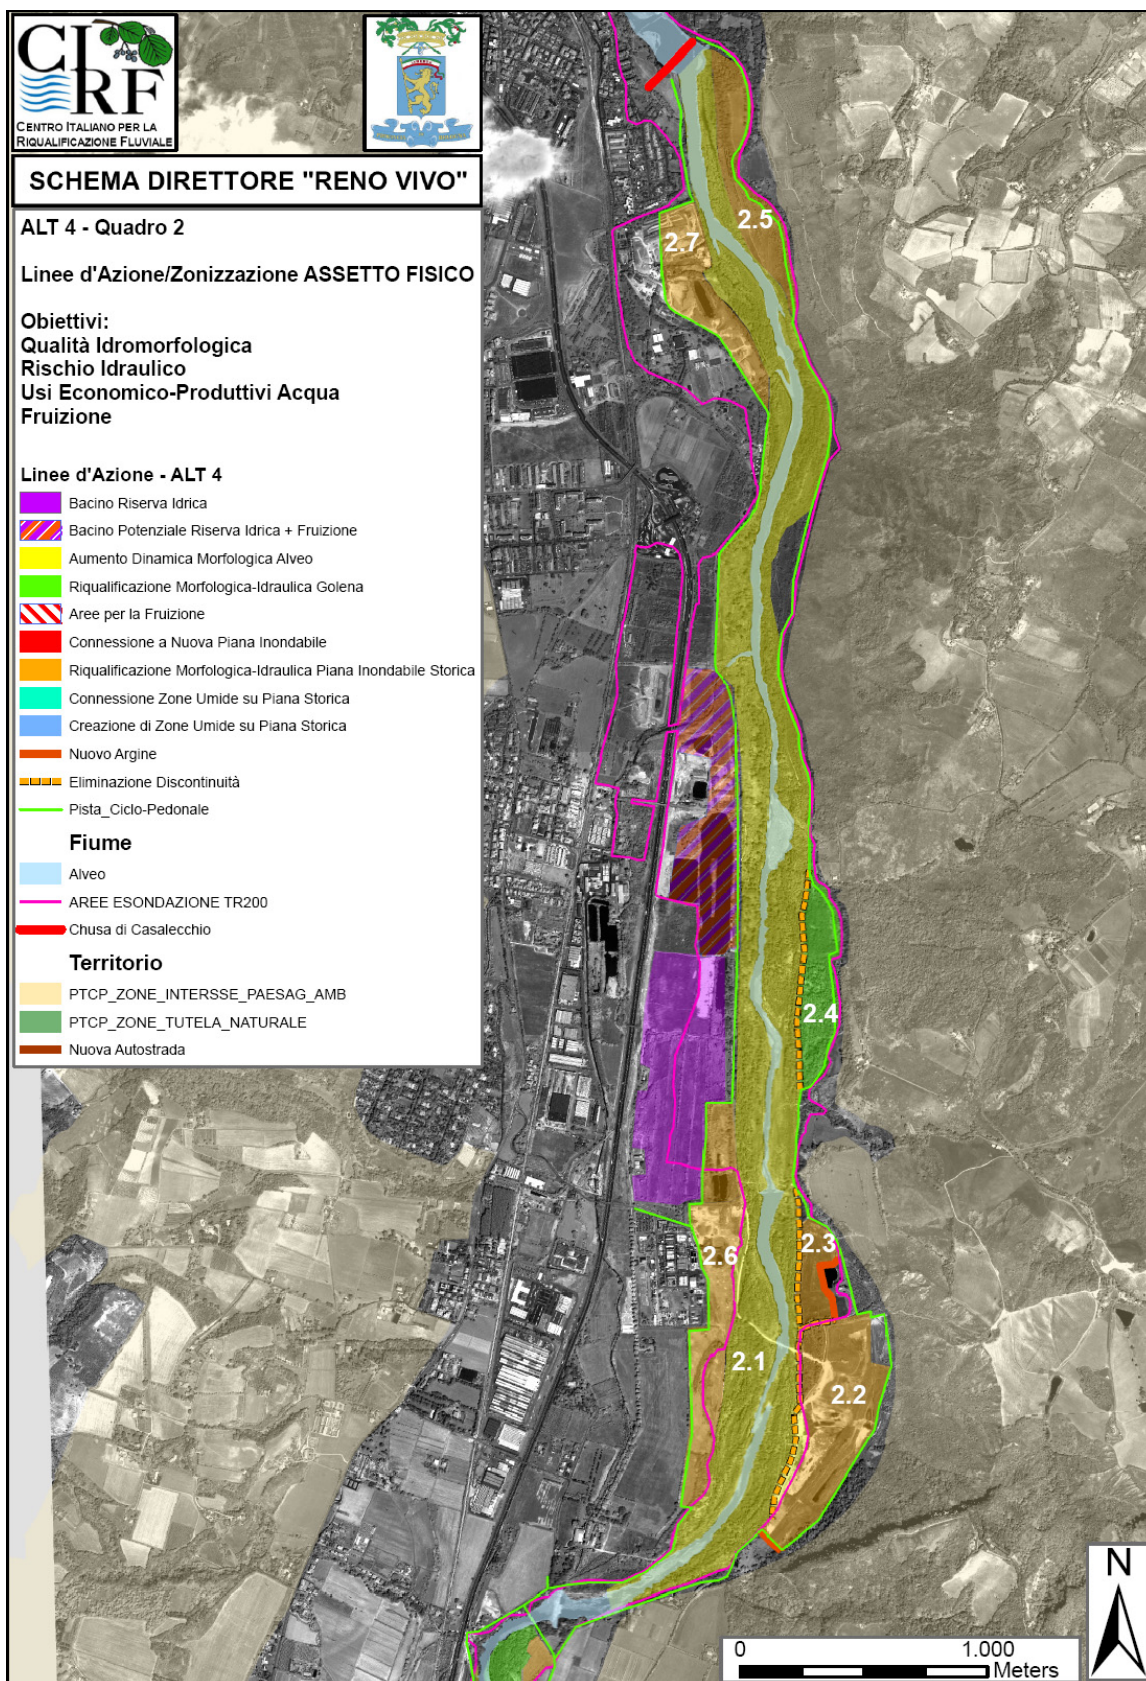 CIRF
CENTRO ITALIANO PER LA
RIQUALIFICAZIONE FLUVIALE
SCHEMA DIRETTORE "RENO VIVO"
ALT 4 - Quadro 2
Linee d'Azione/Zonizzazione ASSETTO FISICO
Obiettivi:
Qualità Idromorfologica
Rischio Idraulico
Usi Economico-Produttivi Acqua
Fruizione
Linee d'Azione - ALT 4
Bacino Riserva Idrica
Bacino Potenziale Riserva Idrica + Fruizione
Aumento Dinamica Morfologica Alveo
Riqualificazione Morfologica-Idraulica Golena
Aree per la Fruizione
Connessione a Nuova Piana Inondabile
Riqualificazione Morfologica-Idraulica Piana Inondabile Storica
Connessione Zone Umide su Piana Storica
Creazione di Zone Umide su Piana Storica
Nuovo Argine
Eliminazione Discontinuità
Pista_Ciclo-Pedonale
Fiume
Alveo
AREE ESONDAZIONE TR200
Chusa di Casalecchio
Territorio
PTCP_ZONE_INTERSSE_PAESAG_AMB
PTCP_ZONE_TUTELA_NATURALE
Nuova Autostrada
2.5
2.7
2.4
2.3
2.6
2.1
2.2
N
0 1.000
Meters